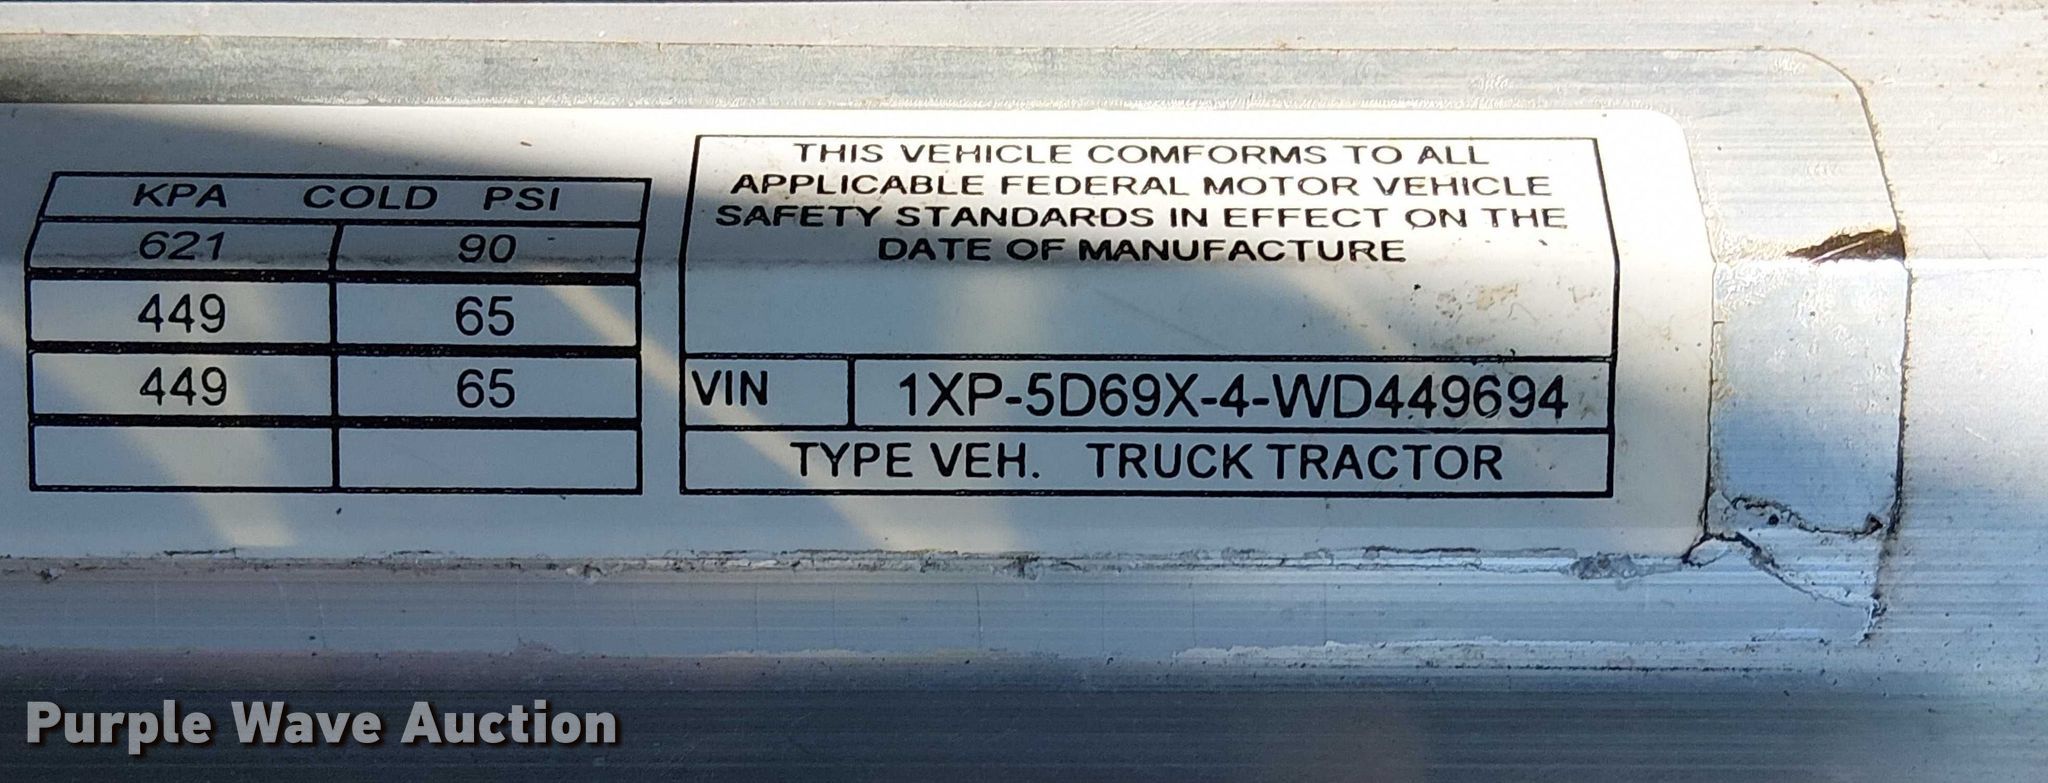 KPA COLD PSI
621 90
449 65
449 65
THIS VEHICLE COMFORMS TO ALL
APPLICABLE FEDERAL MOTOR VEHICLE
SAFETY STANDARDS IN EFFECT ON THE
DATE OF MANUFACTURE
VIN 1XP-5D69X-4-WD449694
TYPE VEH. TRUCK TRACTOR
Purple Wave Auction